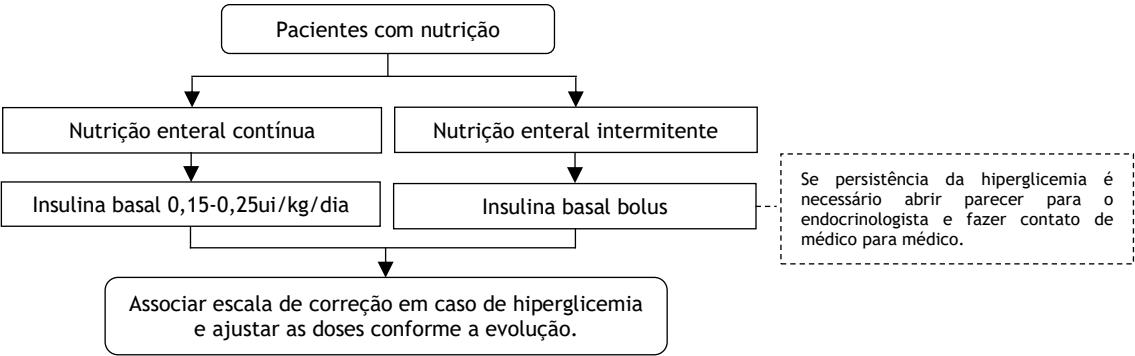 Pacientes com nutrição
Nutrição enteral contínua
Nutrição enteral intermitente
Insulina basal 0,15-0,25ui/kg/dia
Insulina basal bolus
Se persistência da hiperglicemia é
necessário abrir parecer para o
endocrinologista e fazer contato de
médico para médico.
Associar escala de correção em caso de hiperglicemia
e ajustar as doses conforme a evolução.